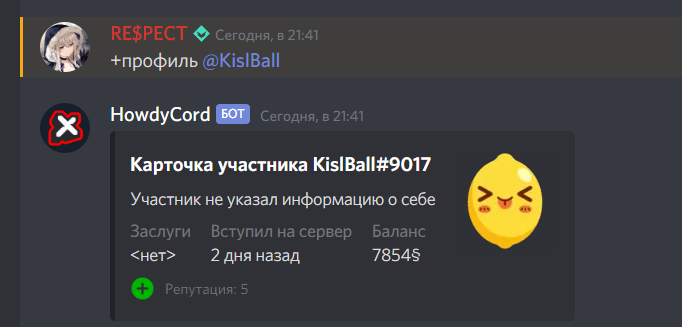 RE$PECT Сегодня, в 21:41
+профиль @KislBall
HowdyCord БОТ Сегодня, в 21:41
Карточка участника KislBall#9017
Участник не указал информацию о себе
Заслуги Вступил на сервер Баланс
<нет> 2 дня назад 7854§
Репутация: 5